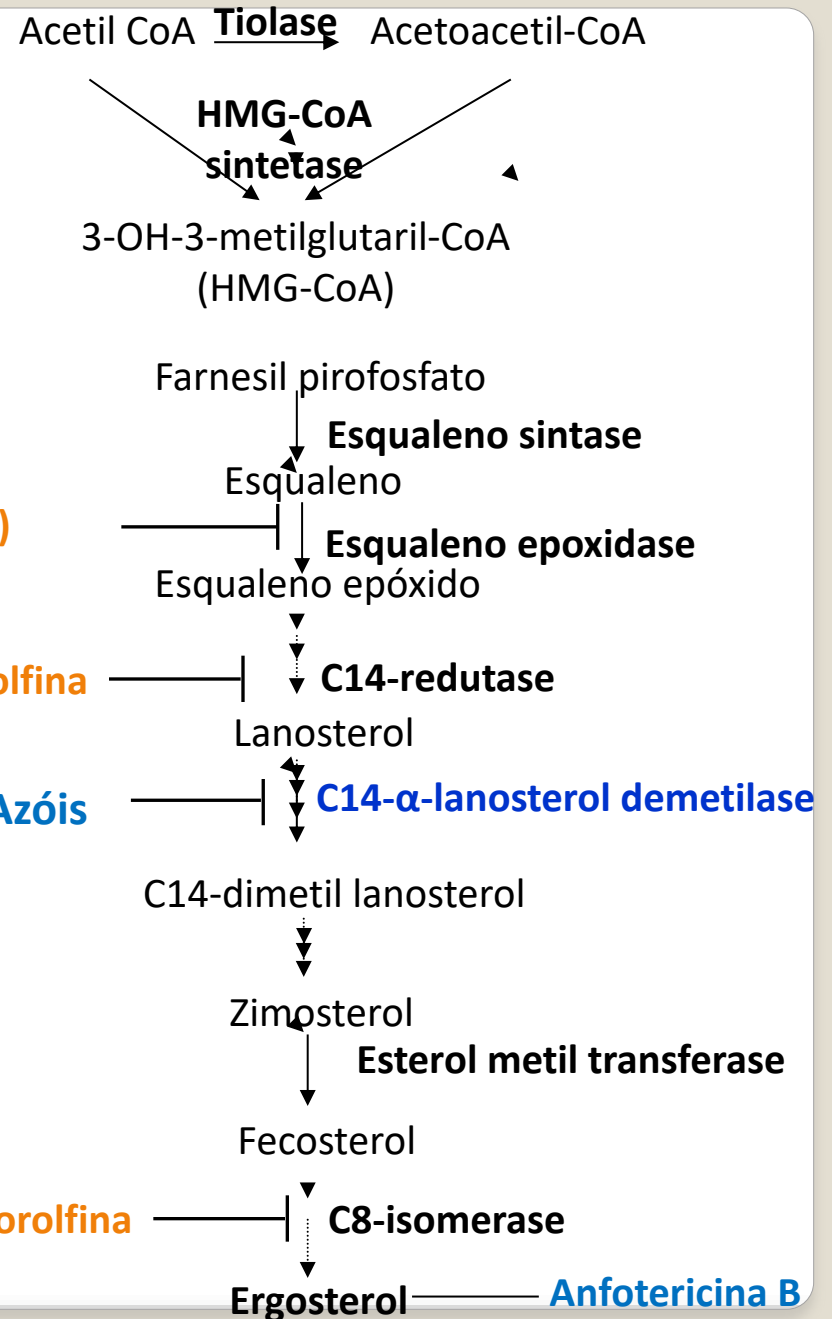 Acetil CoA Tiolase Acetoacetil-CoA
HMG-CoA
sintetase
3-OH-3-metilglutaril-CoA
(HMG-CoA)
Farnesil pirofosfato
Esqualeno sintase
Esqualeno
)
Esqualeno epoxidase
Esqualeno epóxido
olfina C14-redutase
Lanosterol
Azóis C14-α-lanosterol demetilase
C14-dimetil lanosterol
Zimosterol
Esterol metil transferase
Fecosterol
orolfina C8-isomerase
Ergosterol Anfotericina B